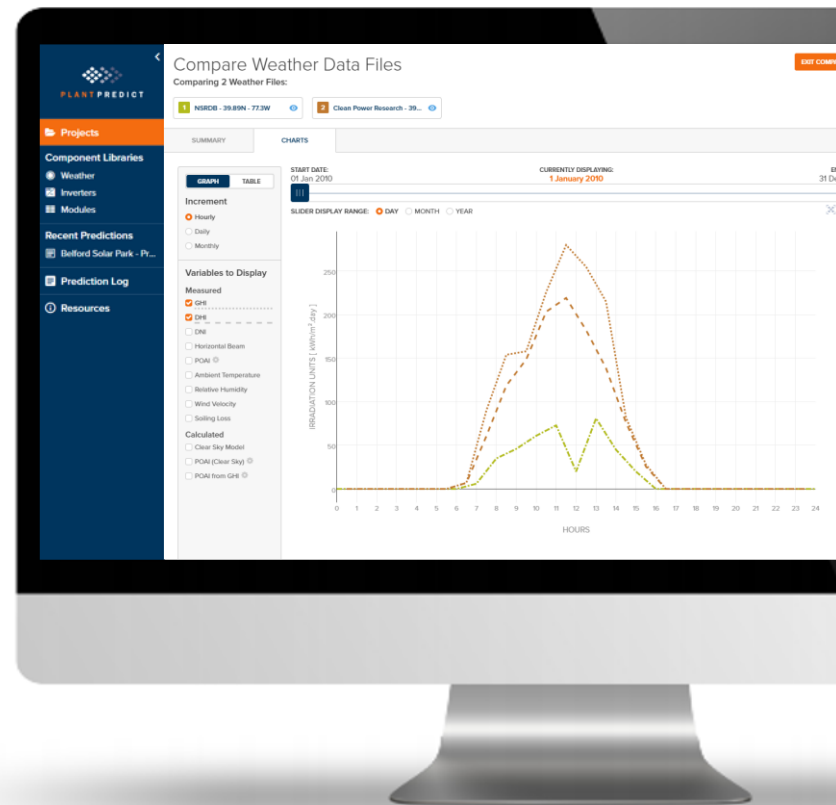 Compare Weather Data Files
Comparing 2 Weather Files:
EXIT COMPA
PLANTPREDICT
1 NSRDB - 39.89N - 77.3W
2 Clean Power Research - 39...
Projects
Component Libraries
Weather
Inverters
Modules
Recent Predictions
Belford Solar Park - Pr...
Prediction Log
Resources
SUMMARY
CHARTS
GRAPH TABLE
Increment
Hourly
Daily
Monthly
Variables to Display
Measured
GHI
DHI
DNI
Horizontal Beam
POAI
Ambient Temperature
Relative Humidity
Wind Velocity
Soiling Loss
Calculated
Clear Sky Model
POAI (Clear Sky)
POAI from GHI
START DATE:
01 Jan 2010
CURRENTLY DISPLAYING:
1 January 2010
31 De
SLIDER DISPLAY RANGE: DAY MONTH YEAR
IRRADIATION UNITS [ kWh/m².day ]
250
200
150
100
50
0
0 1 2 3 4 5 6 7 8 9 10 11 12 13 14 15 16 17 18 19 20 21 22 23 24
HOURS